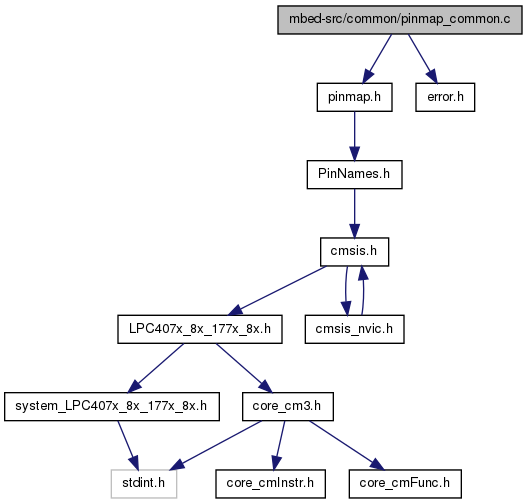 mbed-src/common/pinmap_common.c
pinmap.h
error.h
PinNames.h
cmsis.h
LPC407x_8x_177x_8x.h
cmsis_nvic.h
system_LPC407x_8x_177x_8x.h
core_cm3.h
stdint.h
core_cmInstr.h
core_cmFunc.h